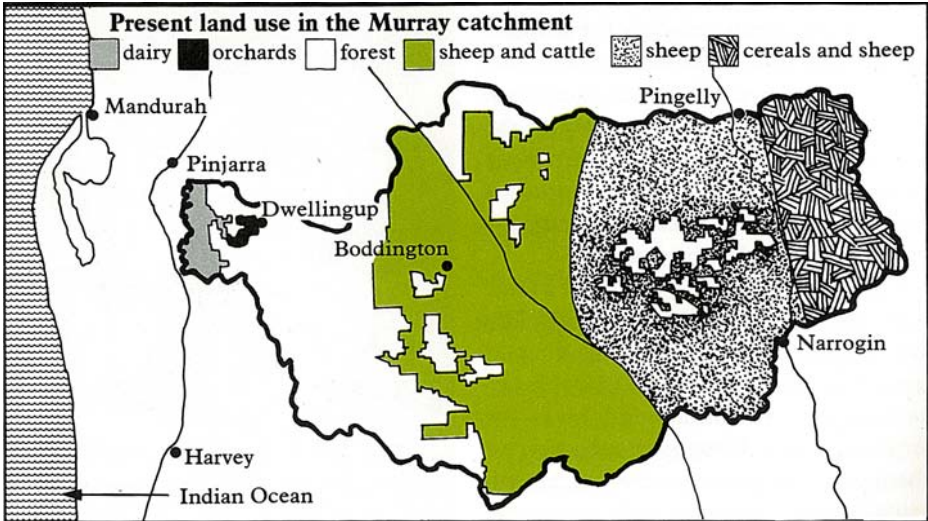 Present land use in the Murray catchment
dairy orchards forest sheep and cattle sheep cereals and sheep
Mandurah
Pingelly
Pinjarra
Dwellingup
Boddington
Narrogin
Harvey
Indian Ocean